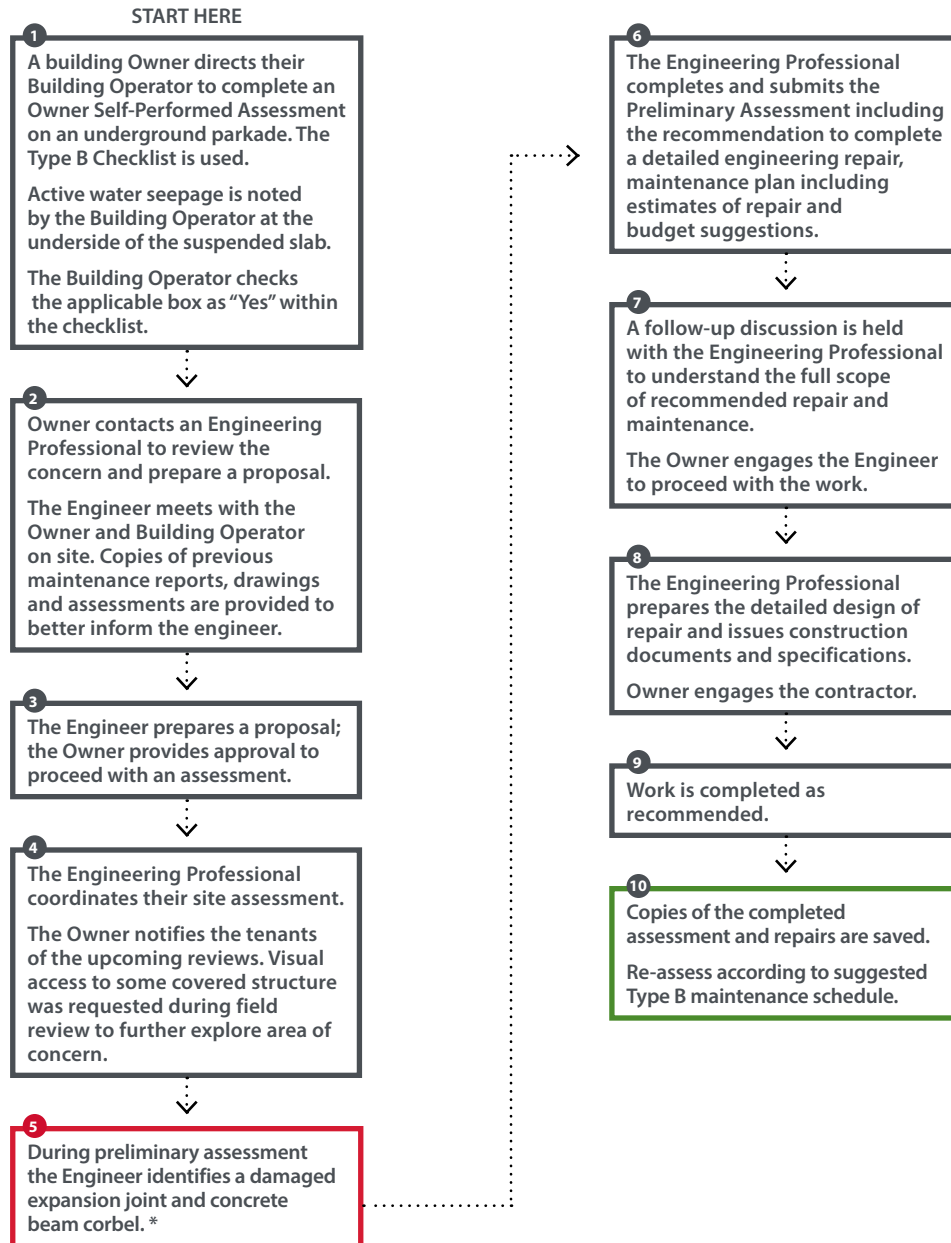 START HERE
1
A building Owner directs their
Building Operator to complete an
Owner Self-Performed Assessment
on an underground parkade. The
Type B Checklist is used.
Active water seepage is noted
by the Building Operator at the
underside of the suspended slab.
The Building Operator checks
the applicable box as “Yes” within
the checklist.
2
Owner contacts an Engineering
Professional to review the
concern and prepare a proposal.
The Engineer meets with the
Owner and Building Operator
on site. Copies of previous
maintenance reports, drawings
and assessments are provided to
better inform the engineer.
3
The Engineer prepares a proposal;
the Owner provides approval to
proceed with an assessment.
4
The Engineering Professional
coordinates their site assessment.
The Owner notifies the tenants
of the upcoming reviews. Visual
access to some covered structure
was requested during field
review to further explore area of
concern.
5
During preliminary assessment
the Engineer identifies a damaged
expansion joint and concrete
beam corbel. *
6
The Engineering Professional
completes and submits the
Preliminary Assessment including
the recommendation to complete
a detailed engineering repair,
maintenance plan including
estimates of repair and
budget suggestions.
7
A follow-up discussion is held
with the Engineering Professional
to understand the full scope
of recommended repair and
maintenance.
The Owner engages the Engineer
to proceed with the work.
8
The Engineering Professional
prepares the detailed design of
repair and issues construction
documents and specifications.
Owner engages the contractor.
9
Work is completed as
recommended.
10
Copies of the completed
assessment and repairs are saved.
Re-assess according to suggested
Type B maintenance schedule.